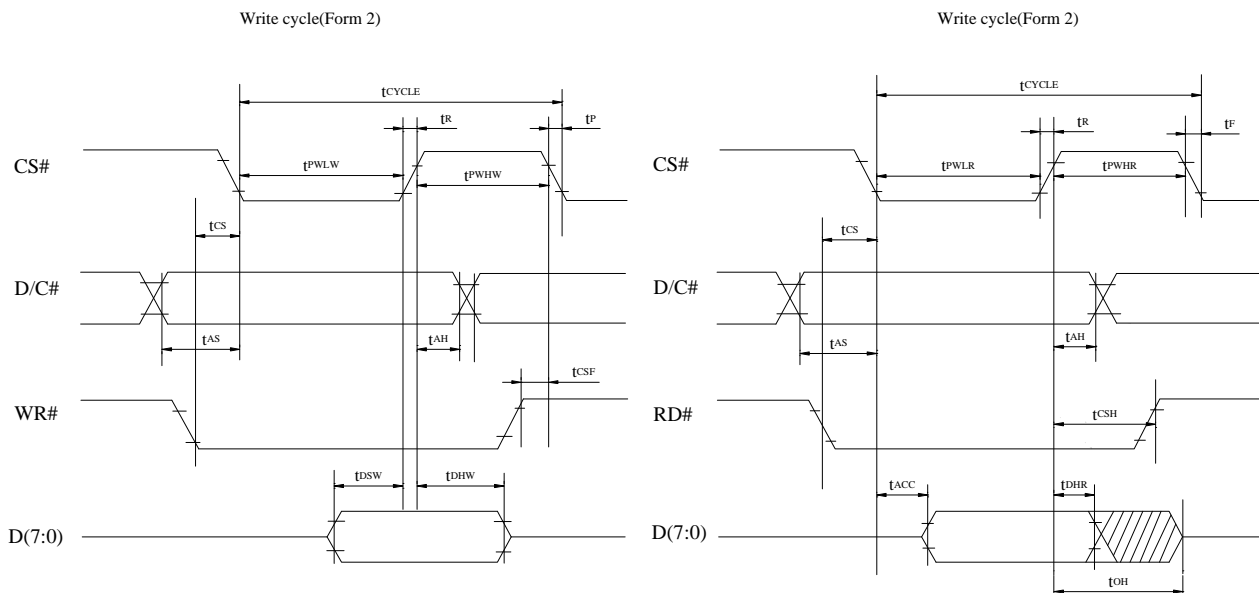 Write cycle(Form 2)
tCYCLE
tR
tP
CS#
tPWLW
tPWHW
tCS
D/C#
tAS
tAH
tCSF
WR#
tDSW
tDHW
D(7:0)
Write cycle(Form 2)
tCYCLE
tR
tF
CS#
tPWLR
tPWHR
tCS
D/C#
tAS
tAH
RD#
tCSH
tACC
tDHR
D(7:0)
tOH